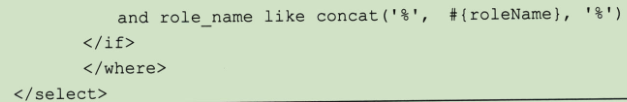 and role_name like concat('%', #{roleName}, '%')
</if>
</where>
</select>